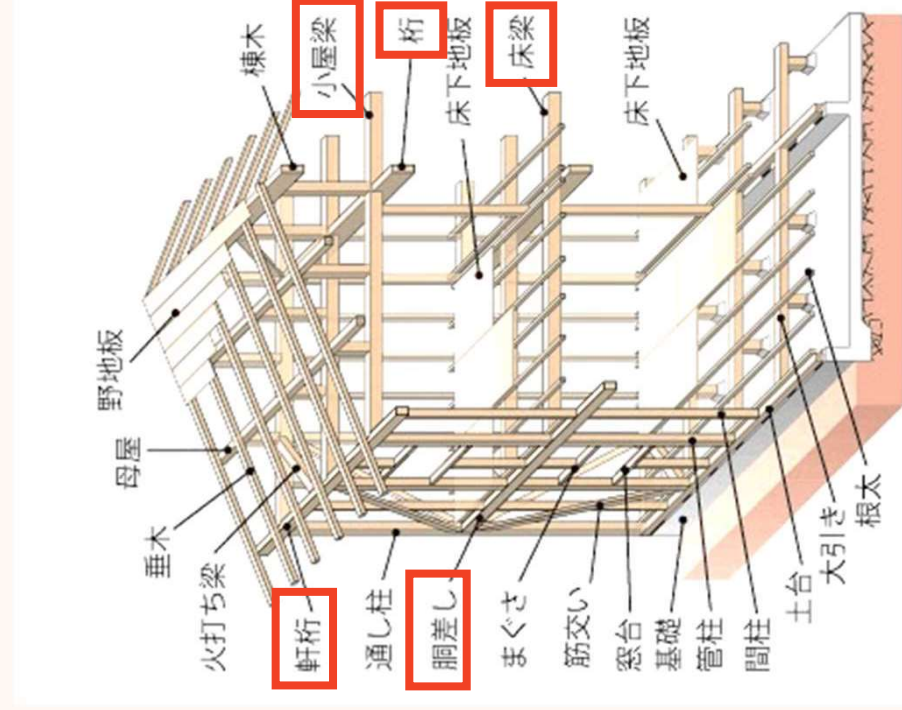 棟木
小屋梁
桁
床下地板
床梁
床下地板
野地板
母屋
垂木
火打ち梁
軒桁
通し柱
胴差し
まぐさ
筋交い
窓台
基礎
管柱
間柱
土台
大引き
根太